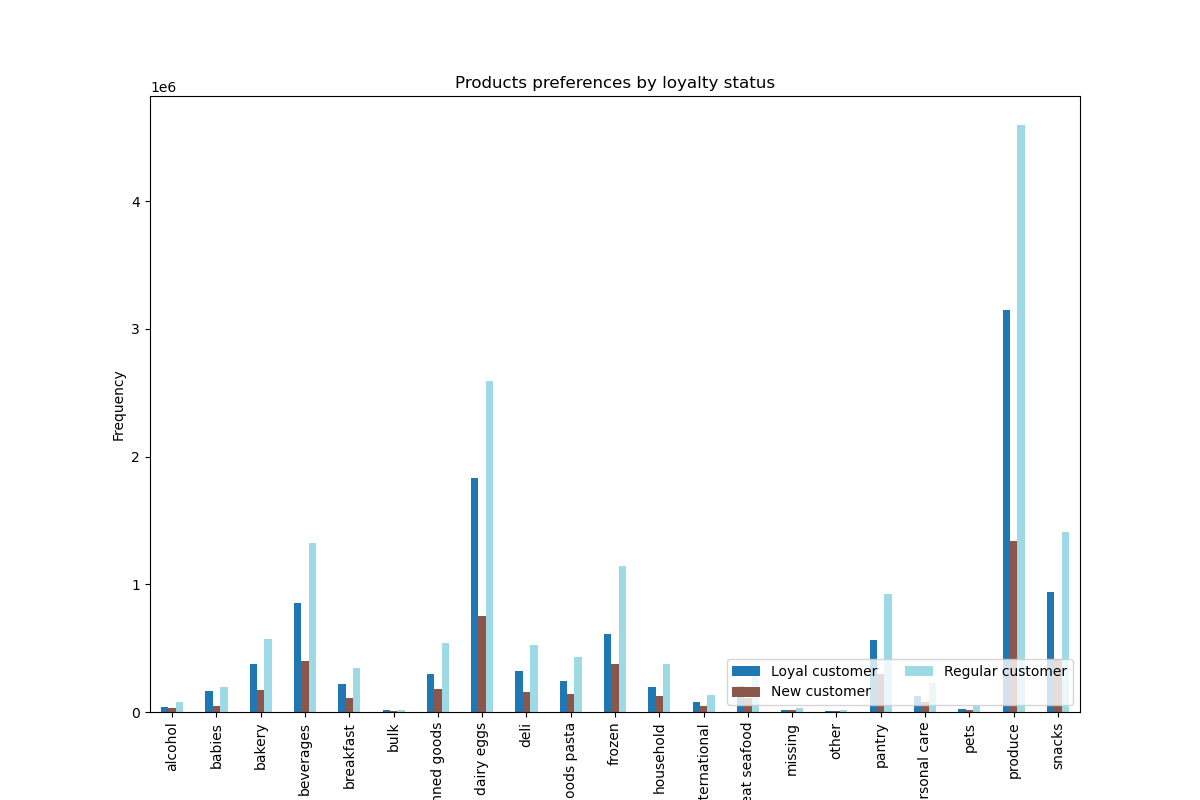 Products preferences by loyalty status
1e6
Frequency
4
3
2
1
0
Loyal customer
New customer
Regular customer
alcohol
babies
bakery
beverages
breakfast
bulk
nned goods
dairy eggs
deli
oods pasta
frozen
household
ternational
eat seafood
missing
other
pantry
rsonal care
pets
produce
snacks